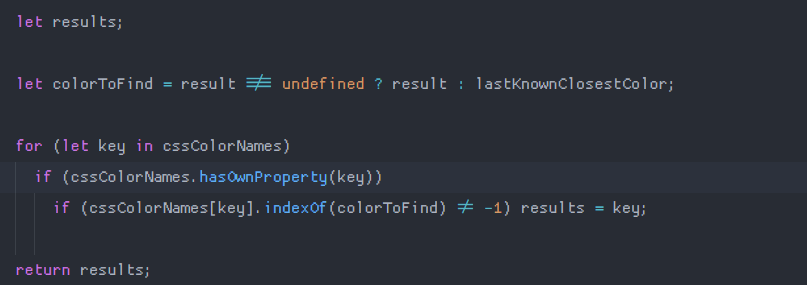 let results;
let colorToFind = result !== undefined ? result : lastKnownClosestColor;
for (let key in cssColorNames)
if (cssColorNames.hasOwnProperty(key))
if (cssColorNames[key].indexOf(colorToFind) != -1) results = key;
return results;